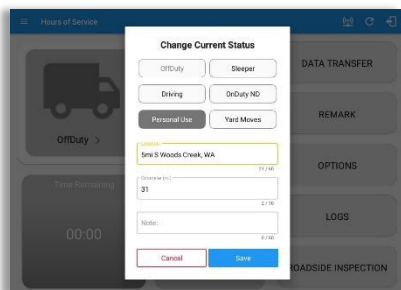 Hours of Service
Change Current Status
OffDuty
Sleeper
Driving
OnDuty ND
Personal Use
Yard Moves
5mi S Woods Creek, WA
31
2 / 10
Note:
0 / 60
Cancel
Save
OffDuty >
Time Remaining
00:00
DATA TRANSFER
REMARK
OPTIONS
LOGS
ROADSIDE INSPECTION